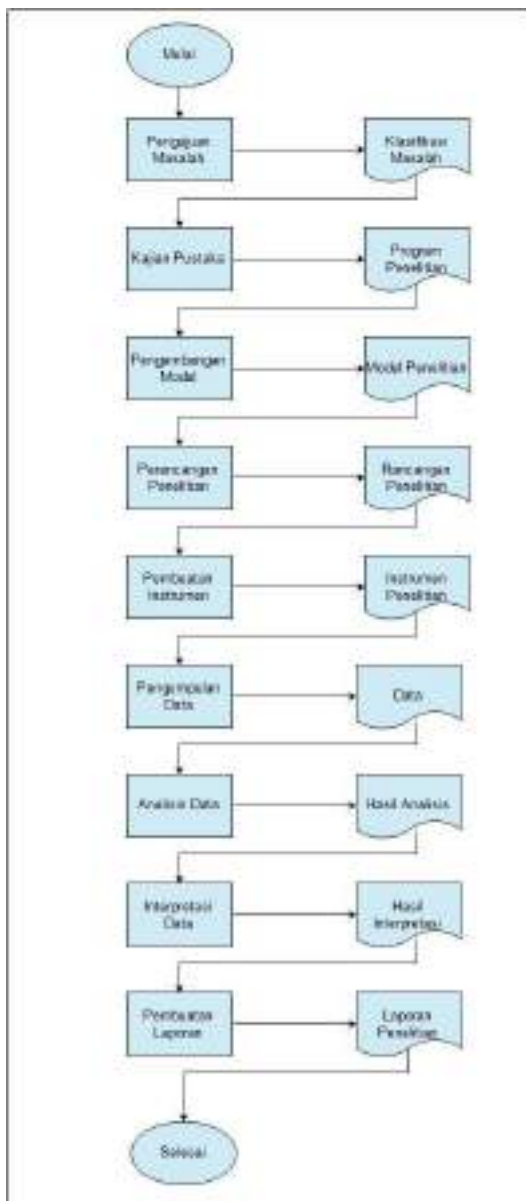 Mulai
Pengajuan
Masalah
Klasifikasi
Masalah
Kajian Pustaka
Program
Penelitian
Pengembangan
Model
Model Penelitian
Perancangan
Penelitian
Rancangan
Penelitian
Pembuatan
Instrumen
Instrumen
Penelitian
Pengumpulan
Data
Data
Analisis Data
Hasil Analisis
Interpretasi
Data
Hasil
Interpretasi
Pembuatan
Laporan
Laporan
Penelitian
Selesai